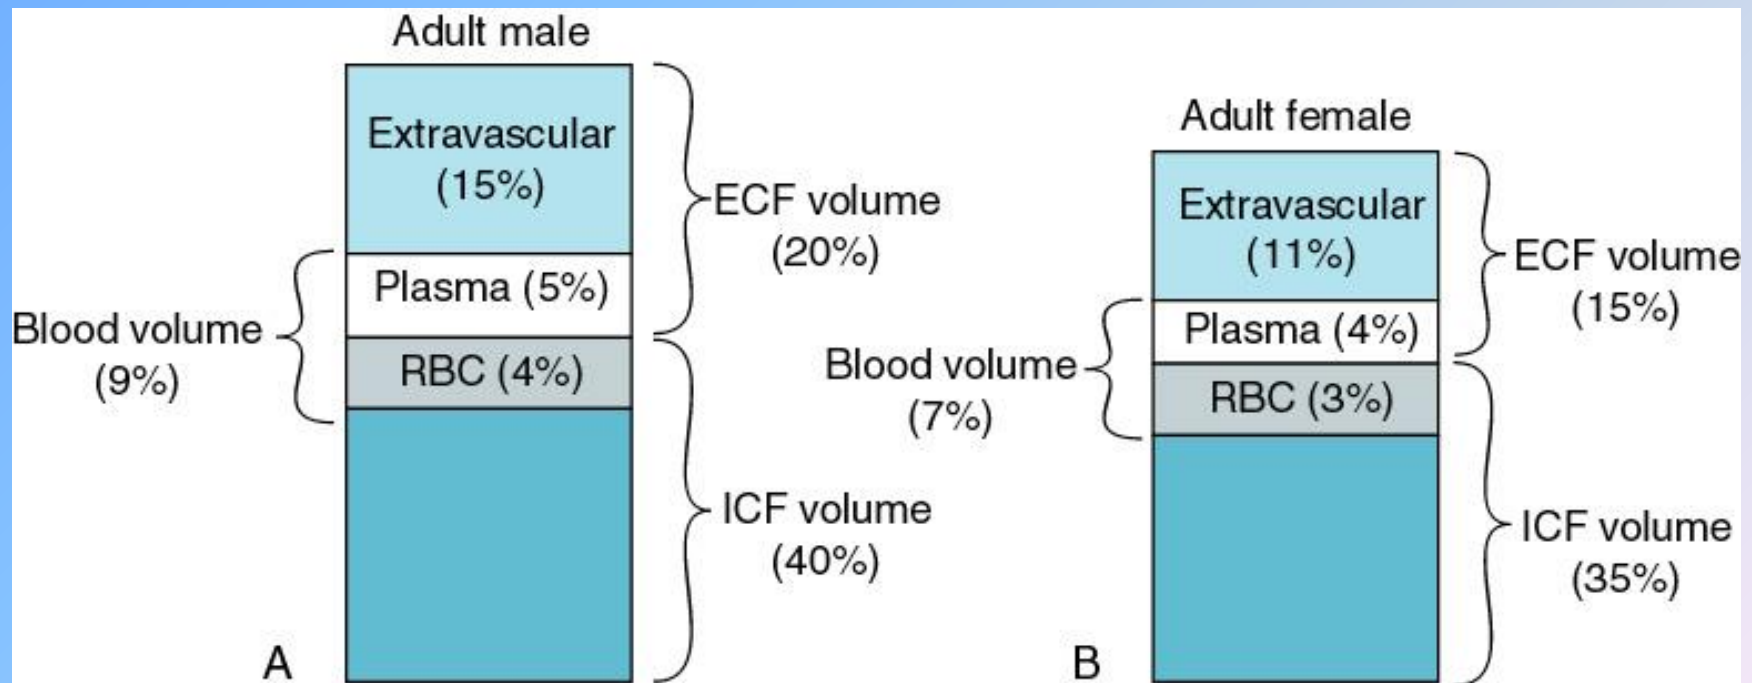 Adult male
Extravascular
(15%)
Plasma (5%)
RBC (4%)
Blood volume
(9%)
ECF volume
(20%)
ICF volume
(40%)
A
Adult female
Extravascular
(11%)
Plasma (4%)
RBC (3%)
Blood volume
(7%)
ECF volume
(15%)
ICF volume
(35%)
B